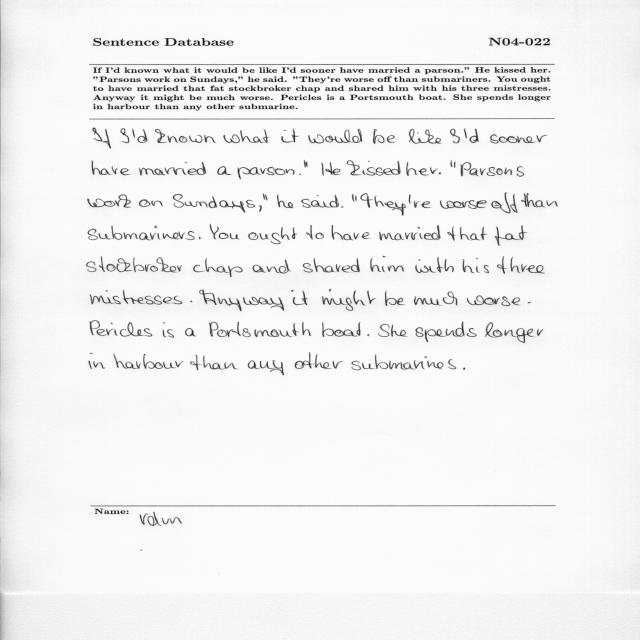 Sentence Database N04-022
If I'd known what it would be like I'd sooner have married a parson." He kissed her.
"Parsons work on Sundays," he said. "They're worse off than submariners. You ought
to have married that fat stockbroker chap and shared him with his three mistresses.
Anyway it might be much worse. Pericles is a Portsmouth boat. She spends longer
in harbour than any other submarine.
If I'd known what it would be like I'd sooner
have married a parson." He kissed her. "Parsons
work on Sundays," he said. "They're worse off than
submariners. You ought to have married that fat
stockbroker chap and shared him with his three
mistresses. Anyway it might be much worse.
Pericles is a Portsmouth boat. She spends longer
in harbour than any other submarines.
Name: